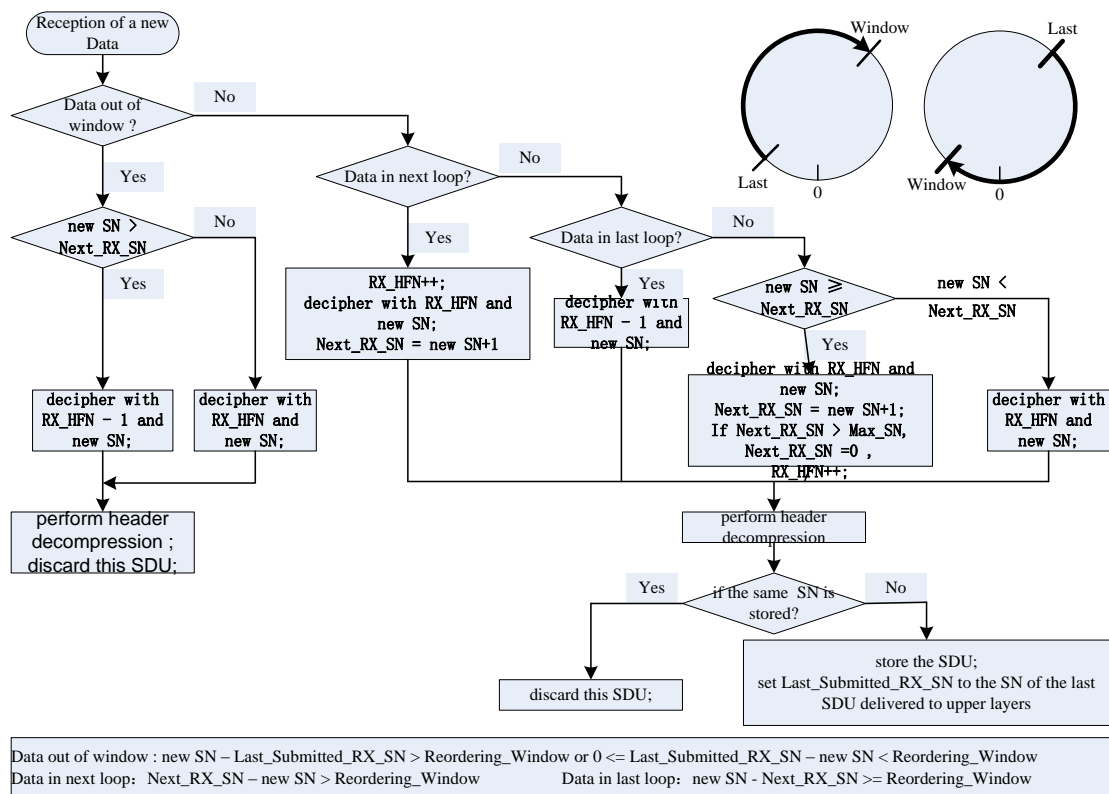 Reception of a new
Data
Data out of
window ?
No
Yes
new SN >
Next_RX_SN
No
Yes
decipher with
RX_HFN - 1 and
new SN;
decipher with
RX_HFN and
new SN;
perform header
decompression ;
discard this SDU;
Data in next loop?
No
Yes
RX_HFN++;
decipher with RX_HFN and
new SN;
Next_RX_SN = new SN+1
Data in last loop?
No
Yes
decipher with
RX_HFN - 1 and
new SN;
new SN ≥
Next_RX_SN
new SN <
Next_RX_SN
Yes
decipher with RX_HFN and
new SN;
Next_RX_SN = new SN+1;
If Next_RX_SN > Max_SN,
Next_RX_SN =0 ,
RX_HFN++;
decipher with
RX_HFN and
new SN;
perform header
decompression
if the same SN is
stored?
Yes
No
discard this SDU;
store the SDU;
set Last_Submitted_RX_SN to the SN of the last
SDU delivered to upper layers
Window
Last
0
Last
Window
0
Data out of window : new SN – Last_Submitted_RX_SN > Reordering_Window or 0 <= Last_Submitted_RX_SN – new SN < Reordering_Window
Data in next loop： Next_RX_SN – new SN > Reordering_Window Data in last loop： new SN - Next_RX_SN >= Reordering_Window